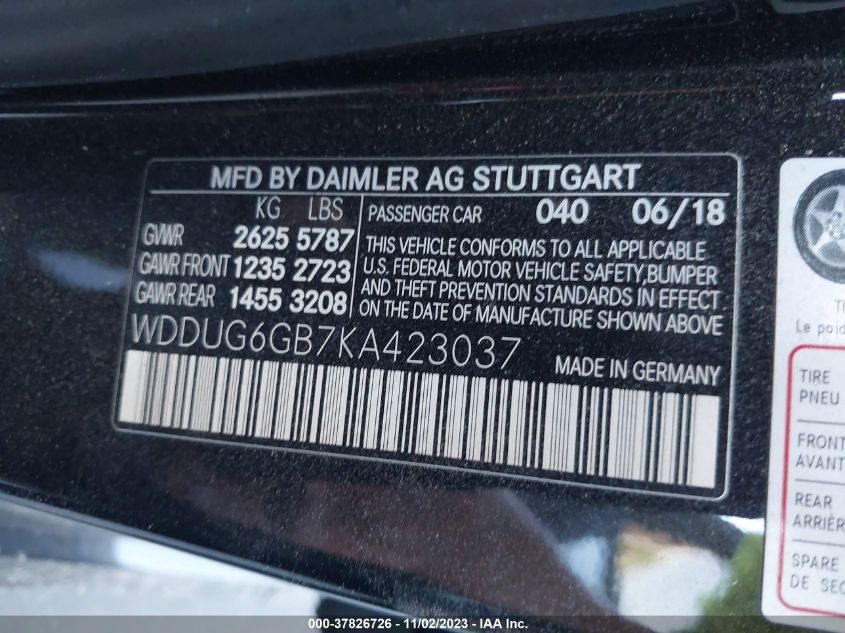 MFD BY DAIMLER AG STUTTGART
KG LBS
GVWR 2625 5787
GAWR FRONT 1235 2723
GAWR REAR 1455 3208
PASSENGER CAR 040 06/18
THIS VEHICLE CONFORMS TO ALL APPLICABLE
U.S. FEDERAL MOTOR VEHICLE SAFETY,BUMPER
AND THEFT PREVENTION STANDARDS IN EFFECT
ON THE DATE OF MANUFACTURE SHOWN ABOVE
WDDUG6GB7KA423037
MADE IN GERMANY
Le
TIRE
PNEU
FRONT
AVANT
REAR
ARRIÈR
SPARE
DE
000-37826726 - 11/02/2023 - IAA Inc.